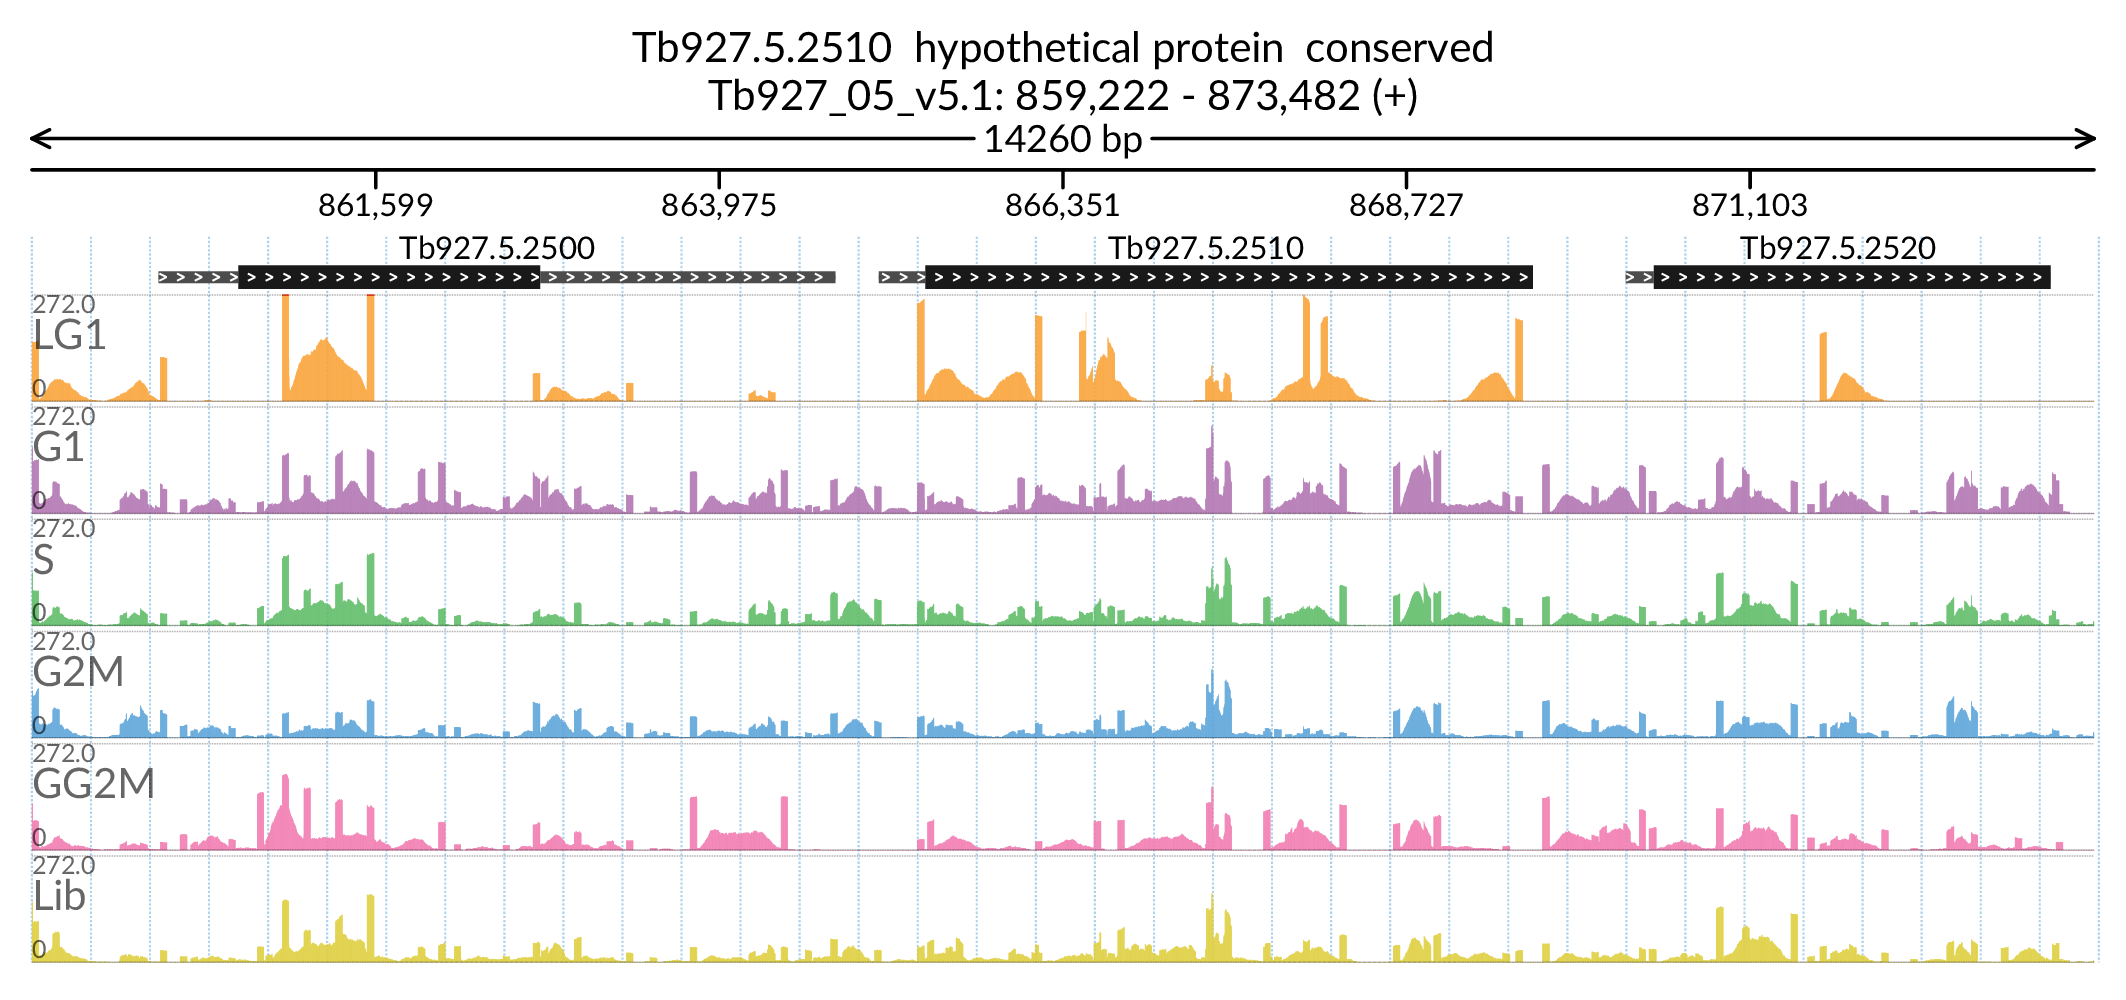 Tb927.5.2510  hypothetical protein  conserved
Tb927_05_v5.1: 859,222 - 873,482 (+)
14260 bp
861,599 863,975 866,351 868,727 871,103
Tb927.5.2500 Tb927.5.2510 Tb927.5.2520
272.0
LG1
0
272.0
G1
0
272.0
S
0
272.0
G2M
0
272.0
GG2M
0
272.0
Lib
0